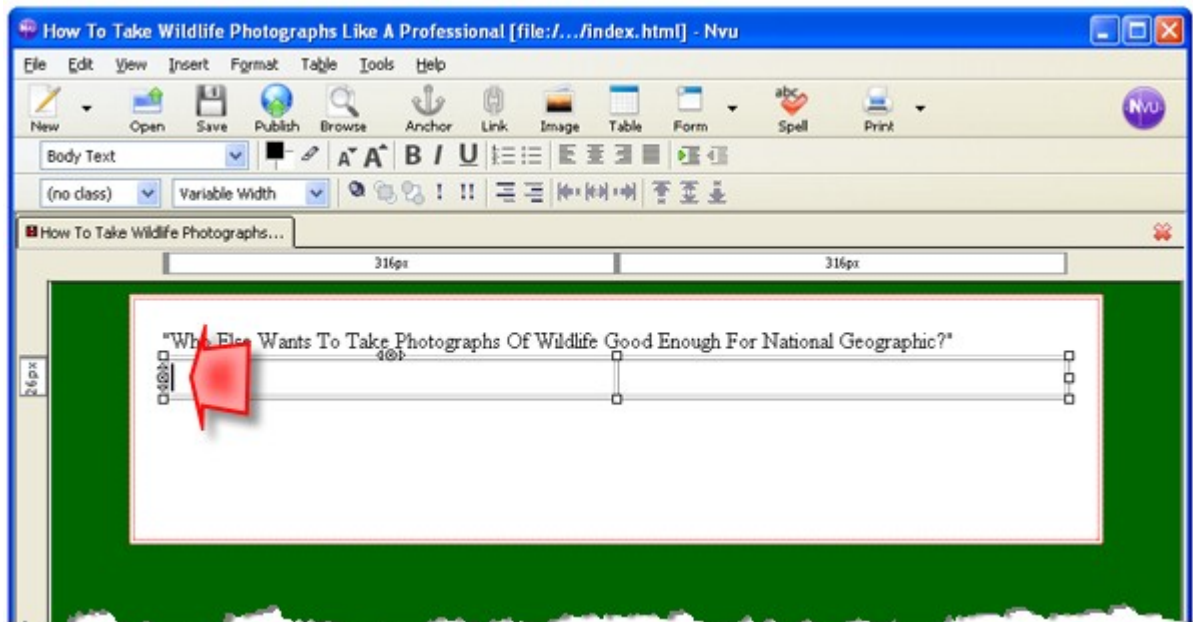 How To Take Wildlife Photographs Like A Professional [file:/.../index.html] - Nvu
File Edit View Insert Format Table Tools Help
New Open Save Publish Browse Anchor Link Image Table Form Spell Print
Body Text
(no class) Variable Width
How To Take Wildlife Photographs...
316px 316px
"Who Else Wants To Take Photographs Of Wildlife Good Enough For National Geographic?"
26px